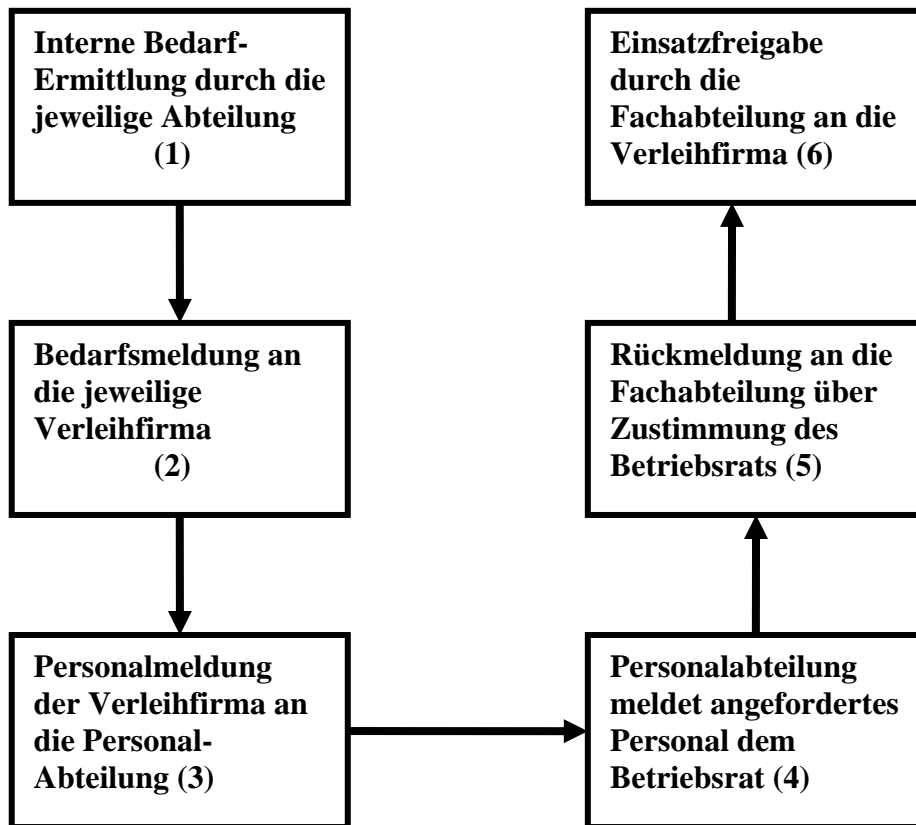 Interne Bedarf-
Ermittlung durch die
jeweilige Abteilung
(1)
Bedarfsmeldung an
die jeweilige
Verleihfirma
(2)
Personalmeldung
der Verleihfirma an
die Personal-
Abteilung (3)
Personalabteilung
meldet angefordertes
Personal dem
Betriebsrat (4)
Rückmeldung an die
Fachabteilung über
Zustimmung des
Betriebsrats (5)
Einsatzfreigabe
durch die
Fachabteilung an die
Verleihfirma (6)